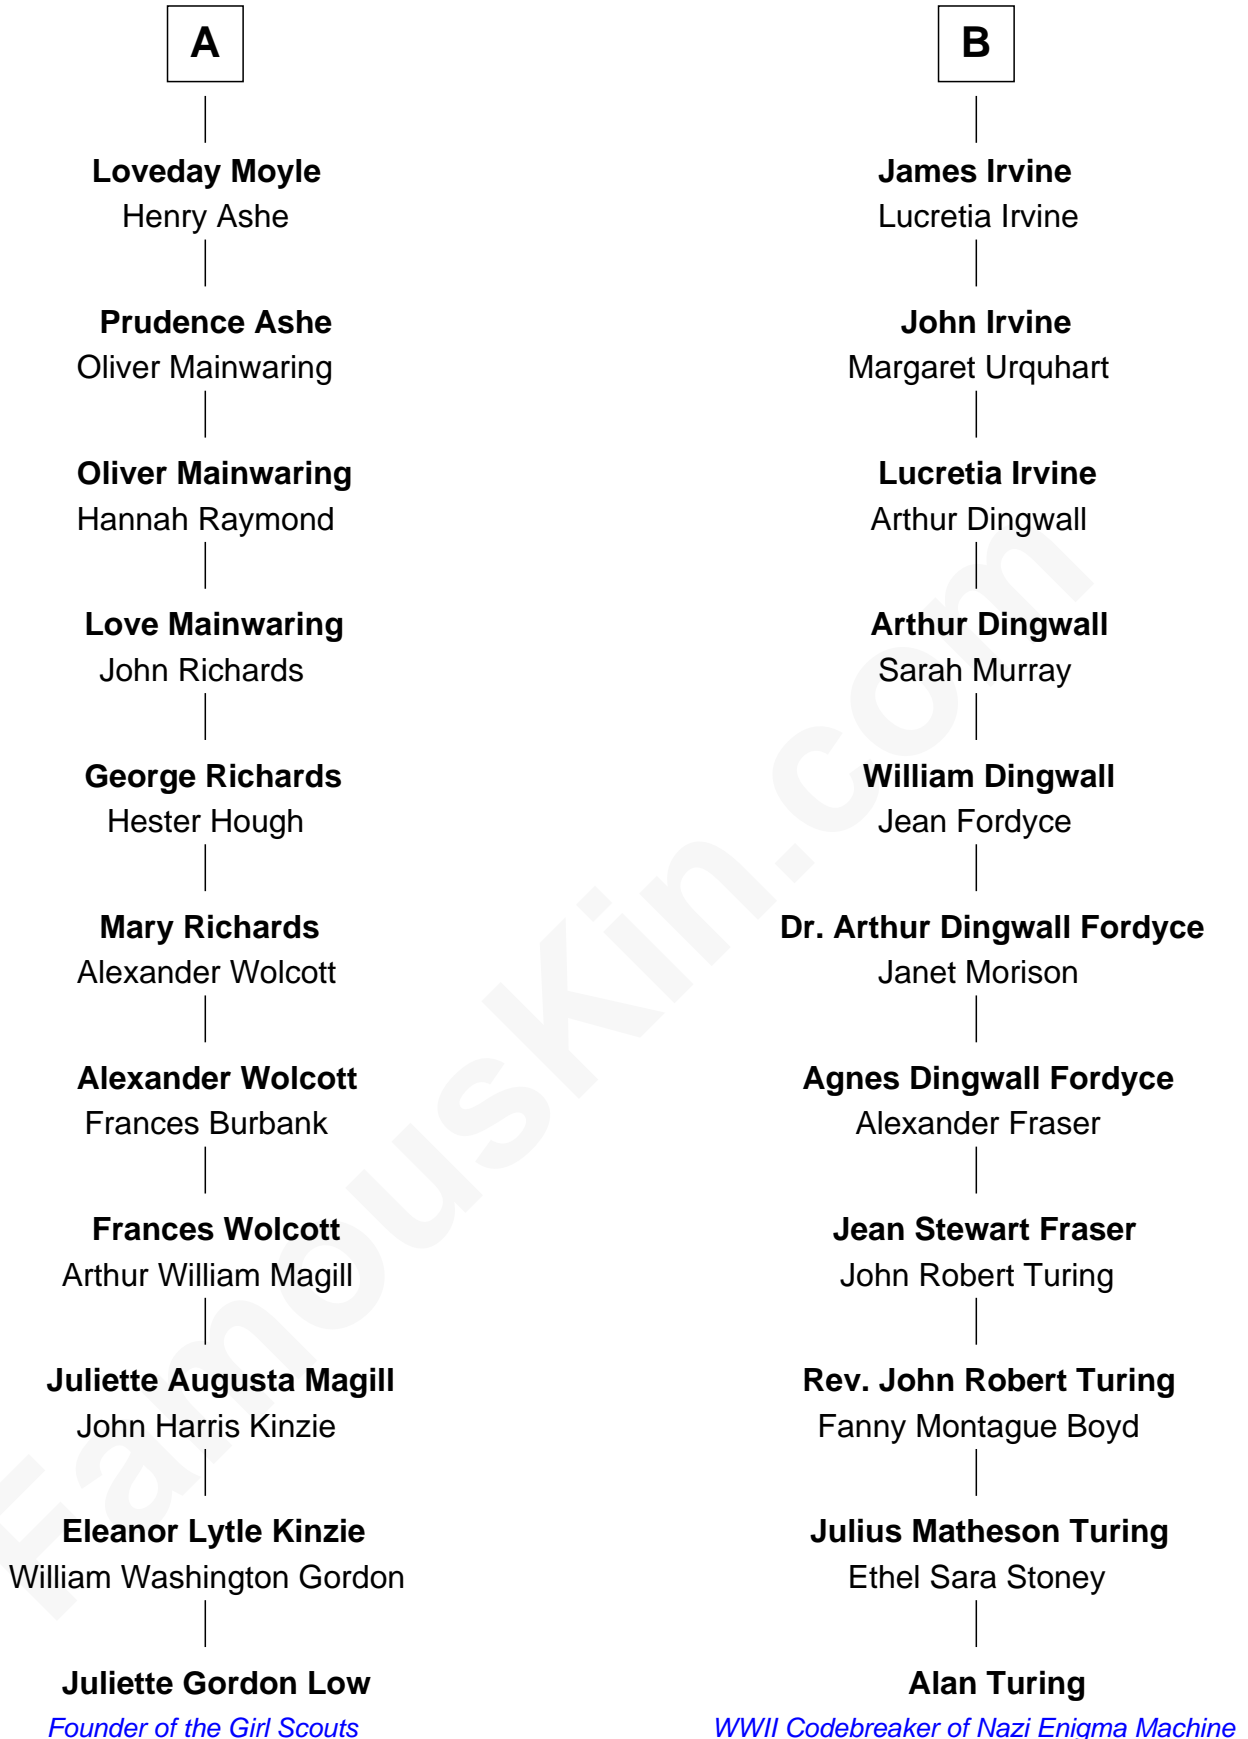 A
Loveday Moyle
Henry Ashe
Prudence Ashe
Oliver Mainwaring
Oliver Mainwaring
Hannah Raymond
Love Mainwaring
John Richards
George Richards
Hester Hough
Mary Richards
Alexander Wolcott
Alexander Wolcott
Frances Burbank
Frances Wolcott
Arthur William Magill
Juliette Augusta Magill
John Harris Kinzie
Eleanor Lytle Kinzie
William Washington Gordon
Juliette Gordon Low
Founder of the Girl Scouts
B
James Irvine
Lucretia Irvine
John Irvine
Margaret Urquhart
Lucretia Irvine
Arthur Dingwall
Arthur Dingwall
Sarah Murray
William Dingwall
Jean Fordyce
Dr. Arthur Dingwall Fordyce
Janet Morison
Agnes Dingwall Fordyce
Alexander Fraser
Jean Stewart Fraser
John Robert Turing
Rev. John Robert Turing
Fanny Montague Boyd
Julius Matheson Turing
Ethel Sara Stoney
Alan Turing
WWII Codebreaker of Nazi Enigma Machine
FamousKin.com